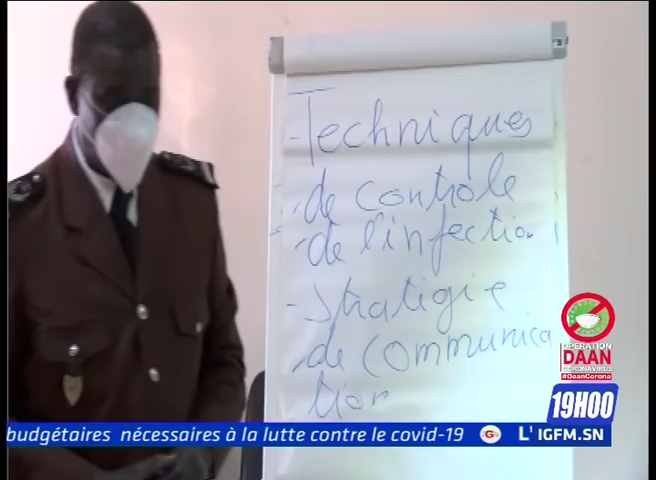 -Techniques
de contrôle
de l'infectio.
- Stratégie
de communica
tion
OPERATION
DAAN
CORONAVIRUS
#DaanCorona
19H00
budgétaires nécessaires à la lutte contre le covid-19 L'IGFM.SN